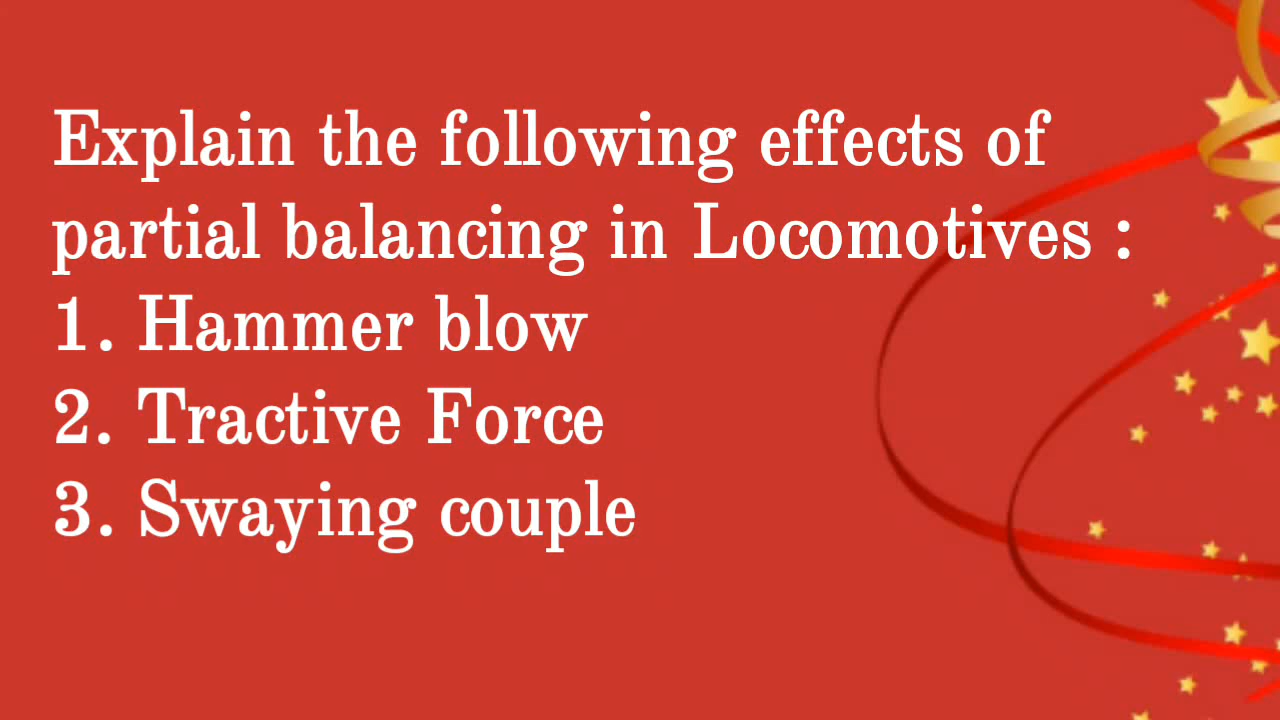 Explain the following effects of
partial balancing in Locomotives :
1. Hammer blow
2. Tractive Force
3. Swaying couple